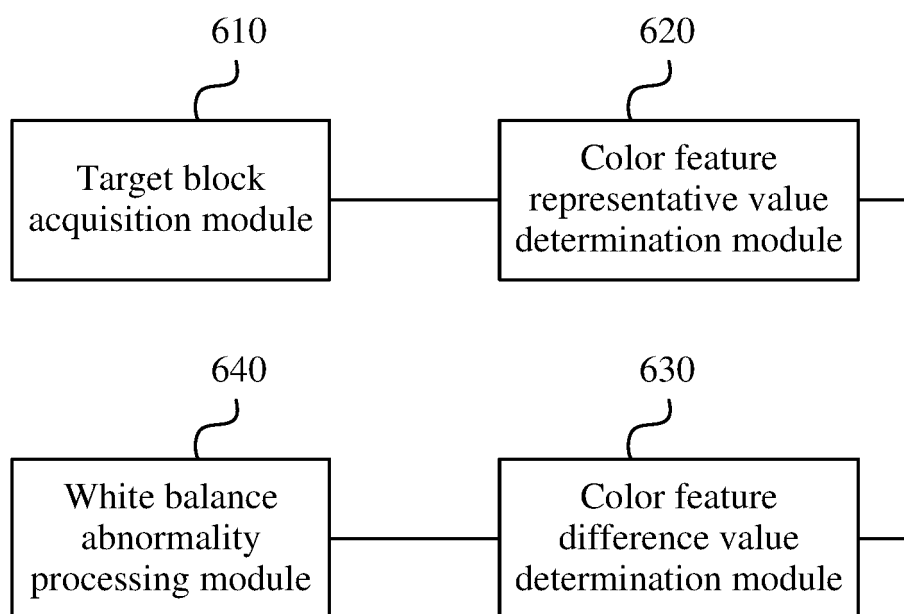 610
620
Target block
acquisition module
Color feature
representative value
determination module
640
630
White balance
abnormality
processing module
Color feature
difference value
determination module